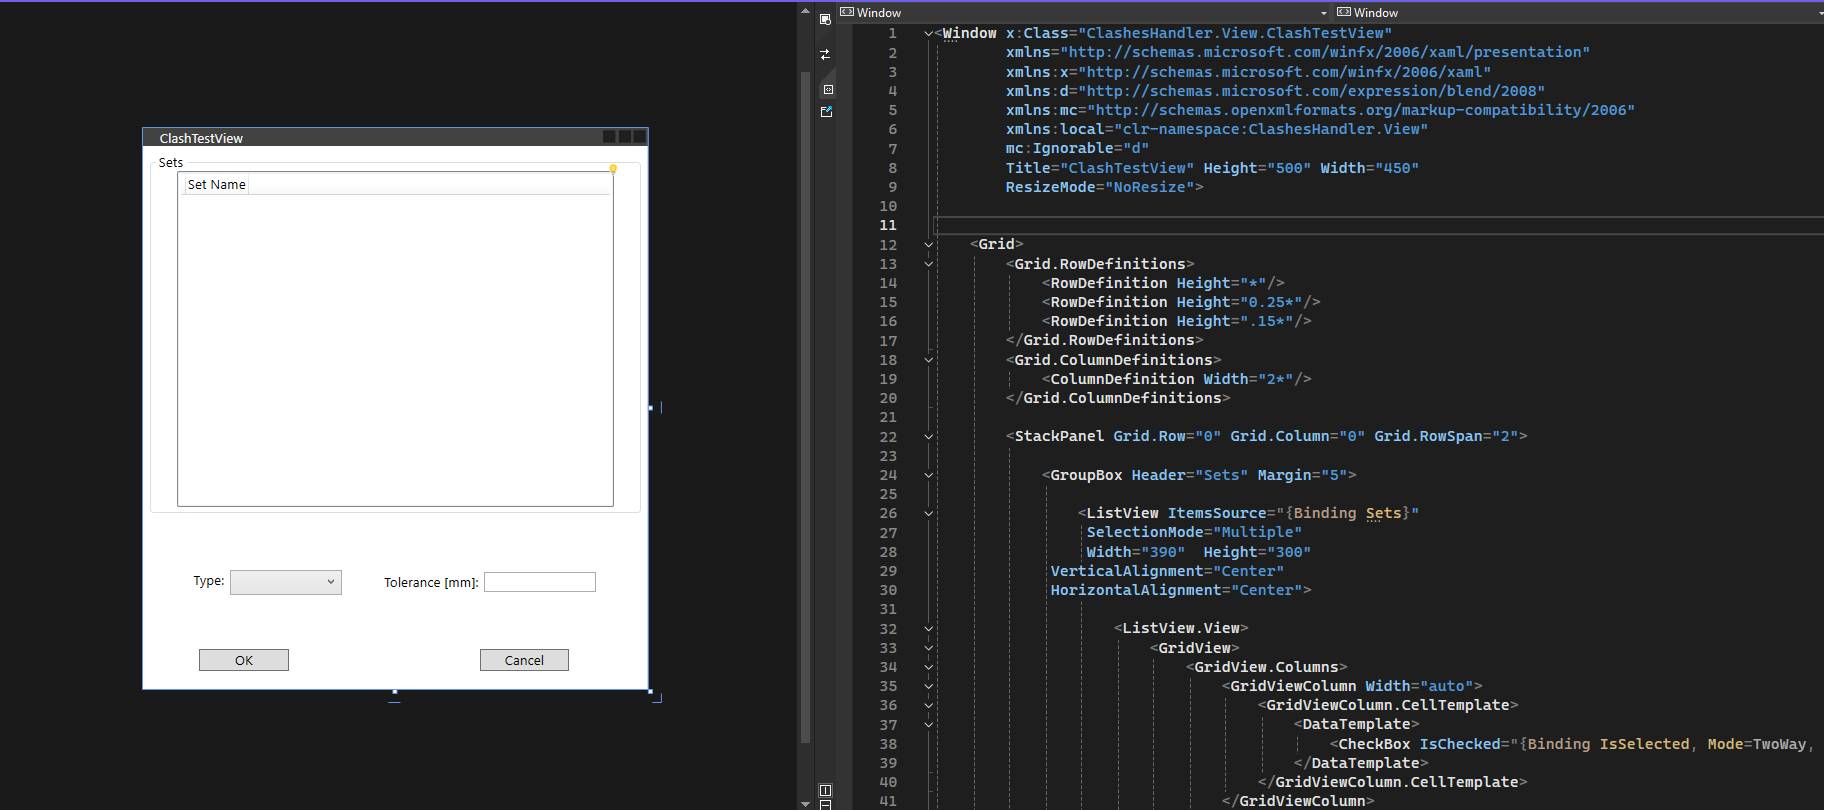 ClashTestView
Sets
Set Name
Type:
Tolerance [mm]:
OK
Cancel
Window
Window
1 <Window x:Class="ClashesHandler.View.ClashTestView"
2 xmlns="http://schemas.microsoft.com/winfx/2006/xaml/presentation"
3 xmlns:x="http://schemas.microsoft.com/winfx/2006/xaml"
4 xmlns:d="http://schemas.microsoft.com/expression/blend/2008"
5 xmlns:mc="http://schemas.openxmlformats.org/markup-compatibility/2006"
6 xmlns:local="clr-namespace:ClashesHandler.View"
7 mc:Ignorable="d"
8 Title="ClashTestView" Height="500" Width="450"
9 ResizeMode="NoResize">
10
11
12 <Grid>
13 <Grid.RowDefinitions>
14 <RowDefinition Height="*"/>
15 <RowDefinition Height="0.25*"/>
16 <RowDefinition Height=".15*"/>
17 </Grid.RowDefinitions>
18 <Grid.ColumnDefinitions>
19 <ColumnDefinition Width="2*"/>
20 </Grid.ColumnDefinitions>
21
22 <StackPanel Grid.Row="0" Grid.Column="0" Grid.RowSpan="2">
23
24 <GroupBox Header="Sets" Margin="5">
25
26 <ListView ItemsSource="{Binding Sets}"
27 SelectionMode="Multiple"
28 Width="390" Height="300"
29 VerticalAlignment="Center"
30 HorizontalAlignment="Center">
31
32 <ListView.View>
33 <GridView>
34 <GridView.Columns>
35 <GridViewColumn Width="auto">
36 <GridViewColumn.CellTemplate>
37 <DataTemplate>
38 <CheckBox IsChecked="{Binding IsSelected, Mode=TwoWay,
39 </DataTemplate>
40 </GridViewColumn.CellTemplate>
41 </GridViewColumn>